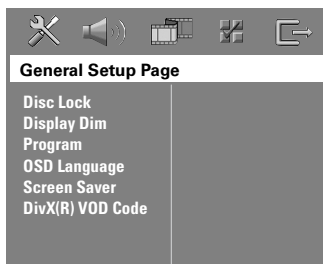 General Setup Page
Disc Lock
Display Dim
Program
OSD Language
Screen Saver
DivX(R) VOD Code